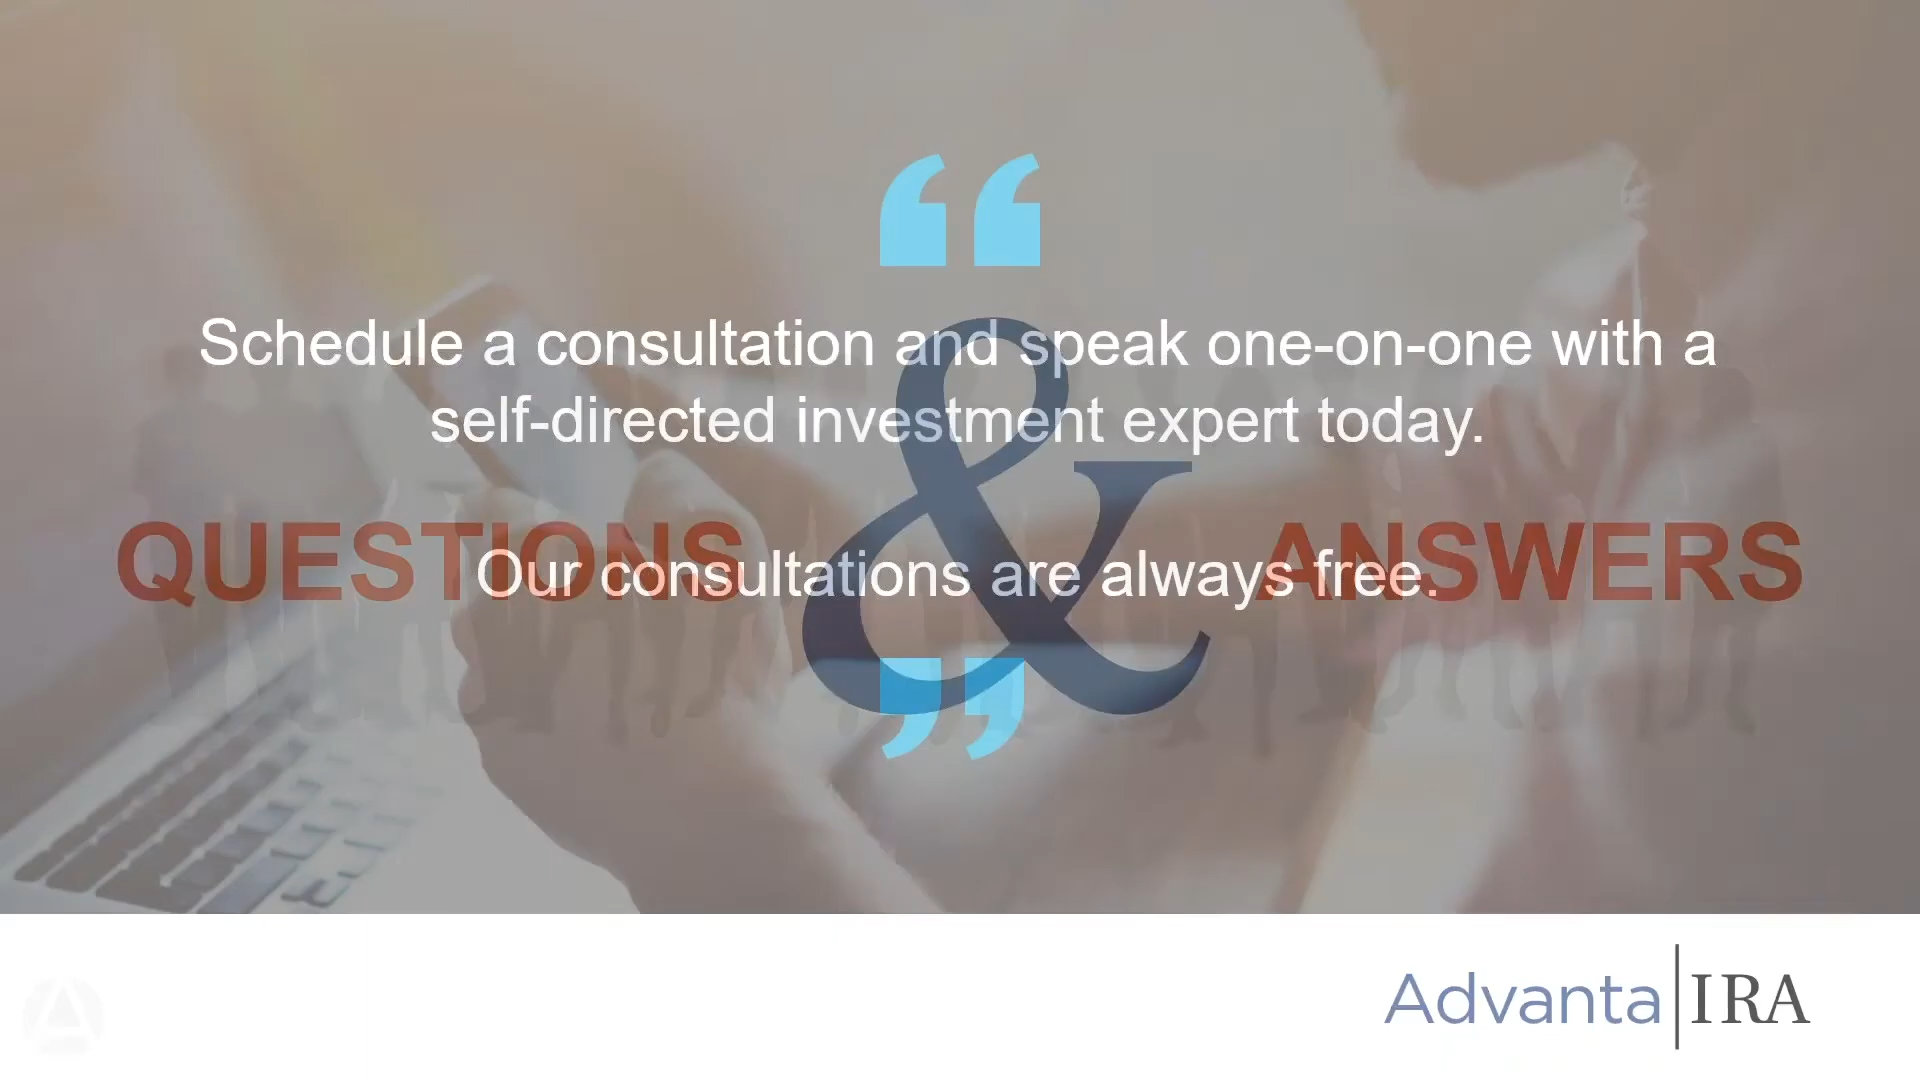 “
Schedule a consultation and speak one-on-one with a
self-directed investment expert today.
QUESTIONS & ANSWERS
Our consultations are always free.
”
Advanta IRA